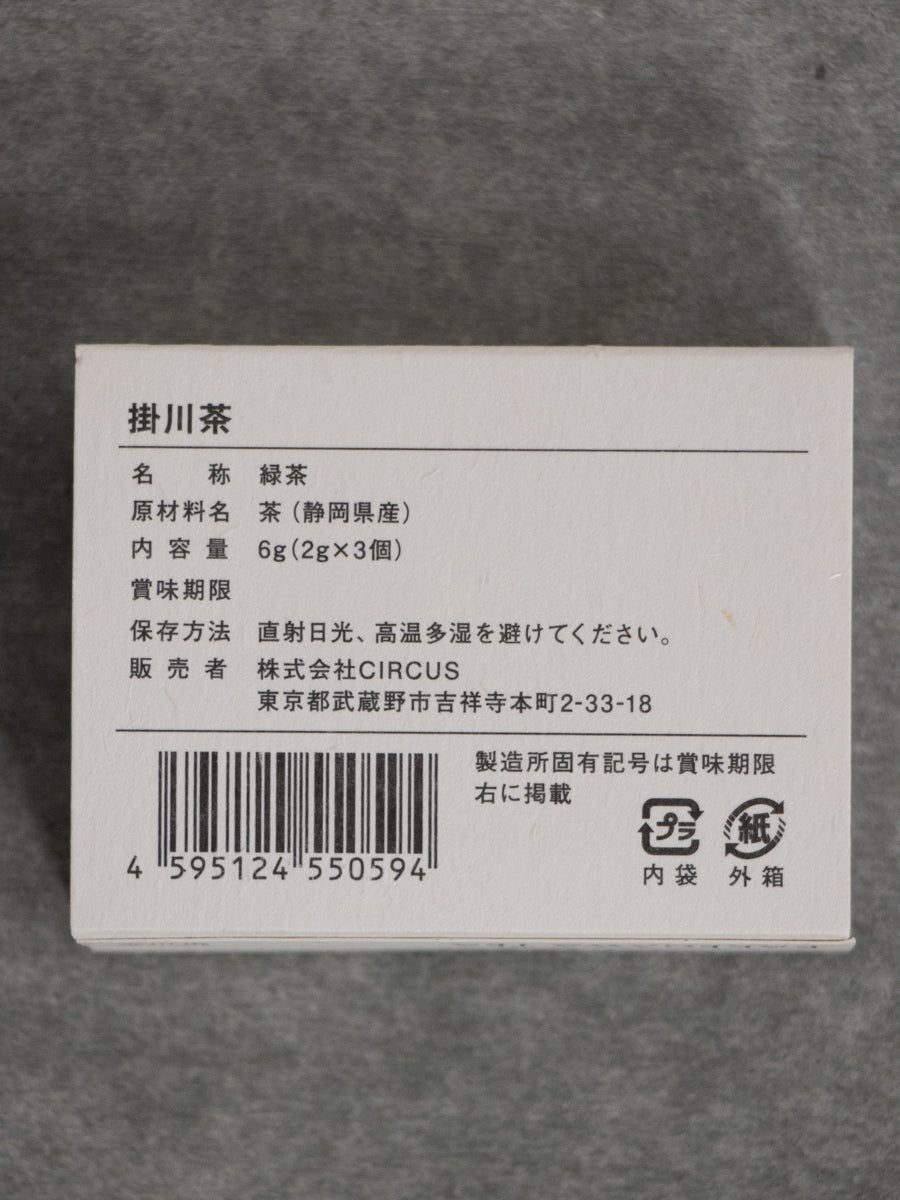 掛川茶
名称 緑茶
原材料名 茶（静岡県産）
内容量 6g（2g×3個）
賞味期限
保存方法 直射日光、高温多湿を避けてください。
販売者 株式会社CIRCUS
東京都武蔵野市吉祥寺本町2-33-18
製造所固有記号は賞味期限
右に掲載
プラ 紙
内袋 外箱
4 595124 550594